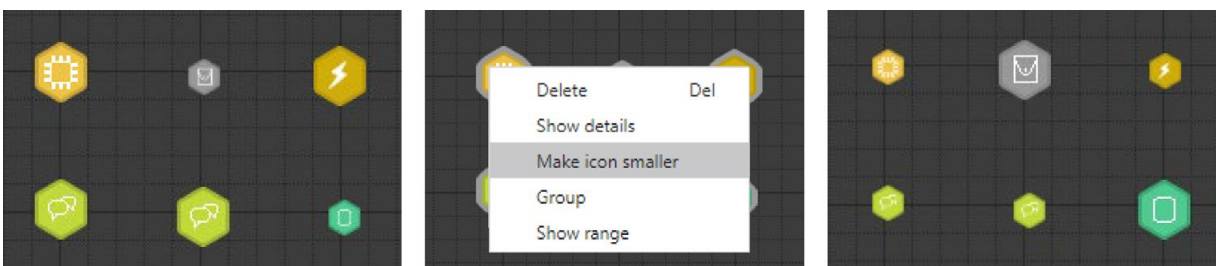 Delete Del
Show details
Make icon smaller
Group
Show range